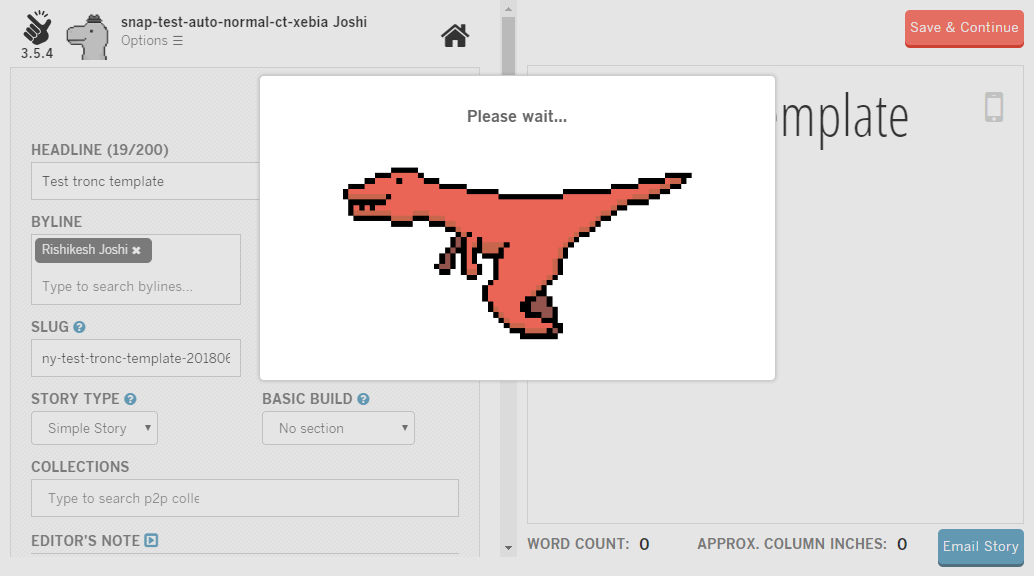 snap-test-auto-normal-ct-xebia Joshi
Options ☰
3.5.4
Save & Continue
Please wait...
mplate
HEADLINE (19/200)
Test tronc template
BYLINE
Rishikesh Joshi ✖
Type to search bylines...
SLUG ?
ny-test-tronc-template-201806
STORY TYPE ?
BASIC BUILD ?
Simple Story
No section
COLLECTIONS
Type to search p2p colle
EDITOR'S NOTE
WORD COUNT: 0
APPROX. COLUMN INCHES: 0
Email Story